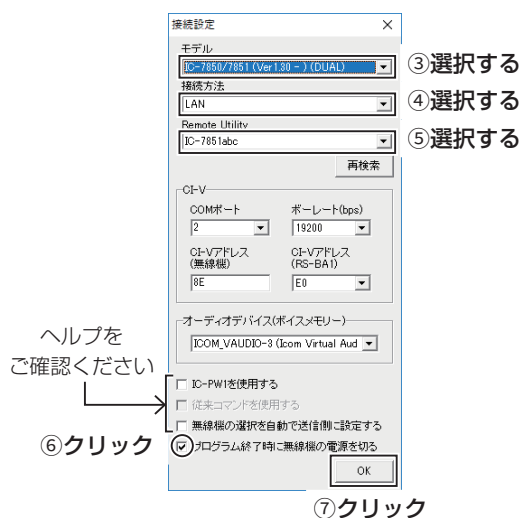 接続設定
モデル
IC-7850/7851 (Ver1.30 - ) (DUAL)
③選択する
接続方法
LAN
④選択する
Remote Utility
IC-7851abc
⑤選択する
再検索
CI-V
COMポート ボーレート(bps)
2 19200
CI-Vアドレス CI-Vアドレス
(無線機) (RS-BA1)
8E E0
オーディオデバイス(ボイスメモリー)
ICOM_VAUDIO-3 (Icom Virtual Aud
ヘルプを
ご確認ください
IC-PW1を使用する
従来コマンドを使用する
無線機の選択を自動で送信側に設定する
⑥クリック
プログラム終了時に無線機の電源を切る
OK
⑦クリック